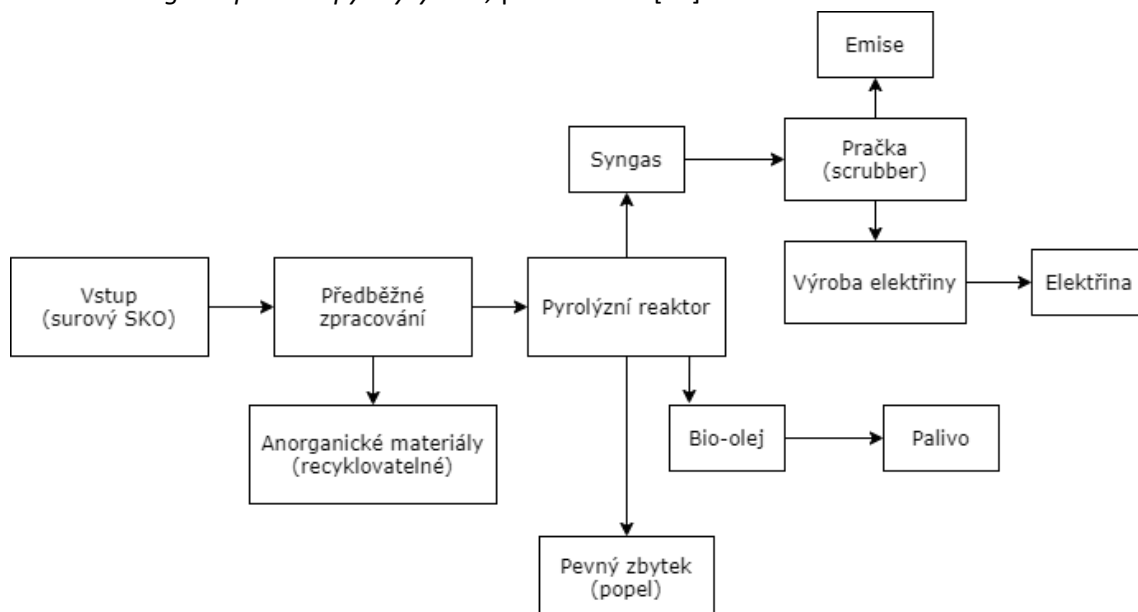 Emise
Syngas
Pračka
(scrubber)
Vstup
(surový SKO)
Předběžné
zpracování
Pyrolýzní reaktor
Výroba elektřiny
Elektřina
Anorganické materiály
(recyklovatelné)
Bio-olej
Palivo
Pevný zbytek
(popel)